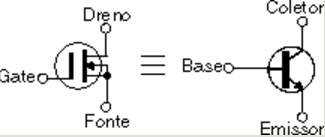 Dreno
Coletor
Gate
Base
Fonte
Emissor